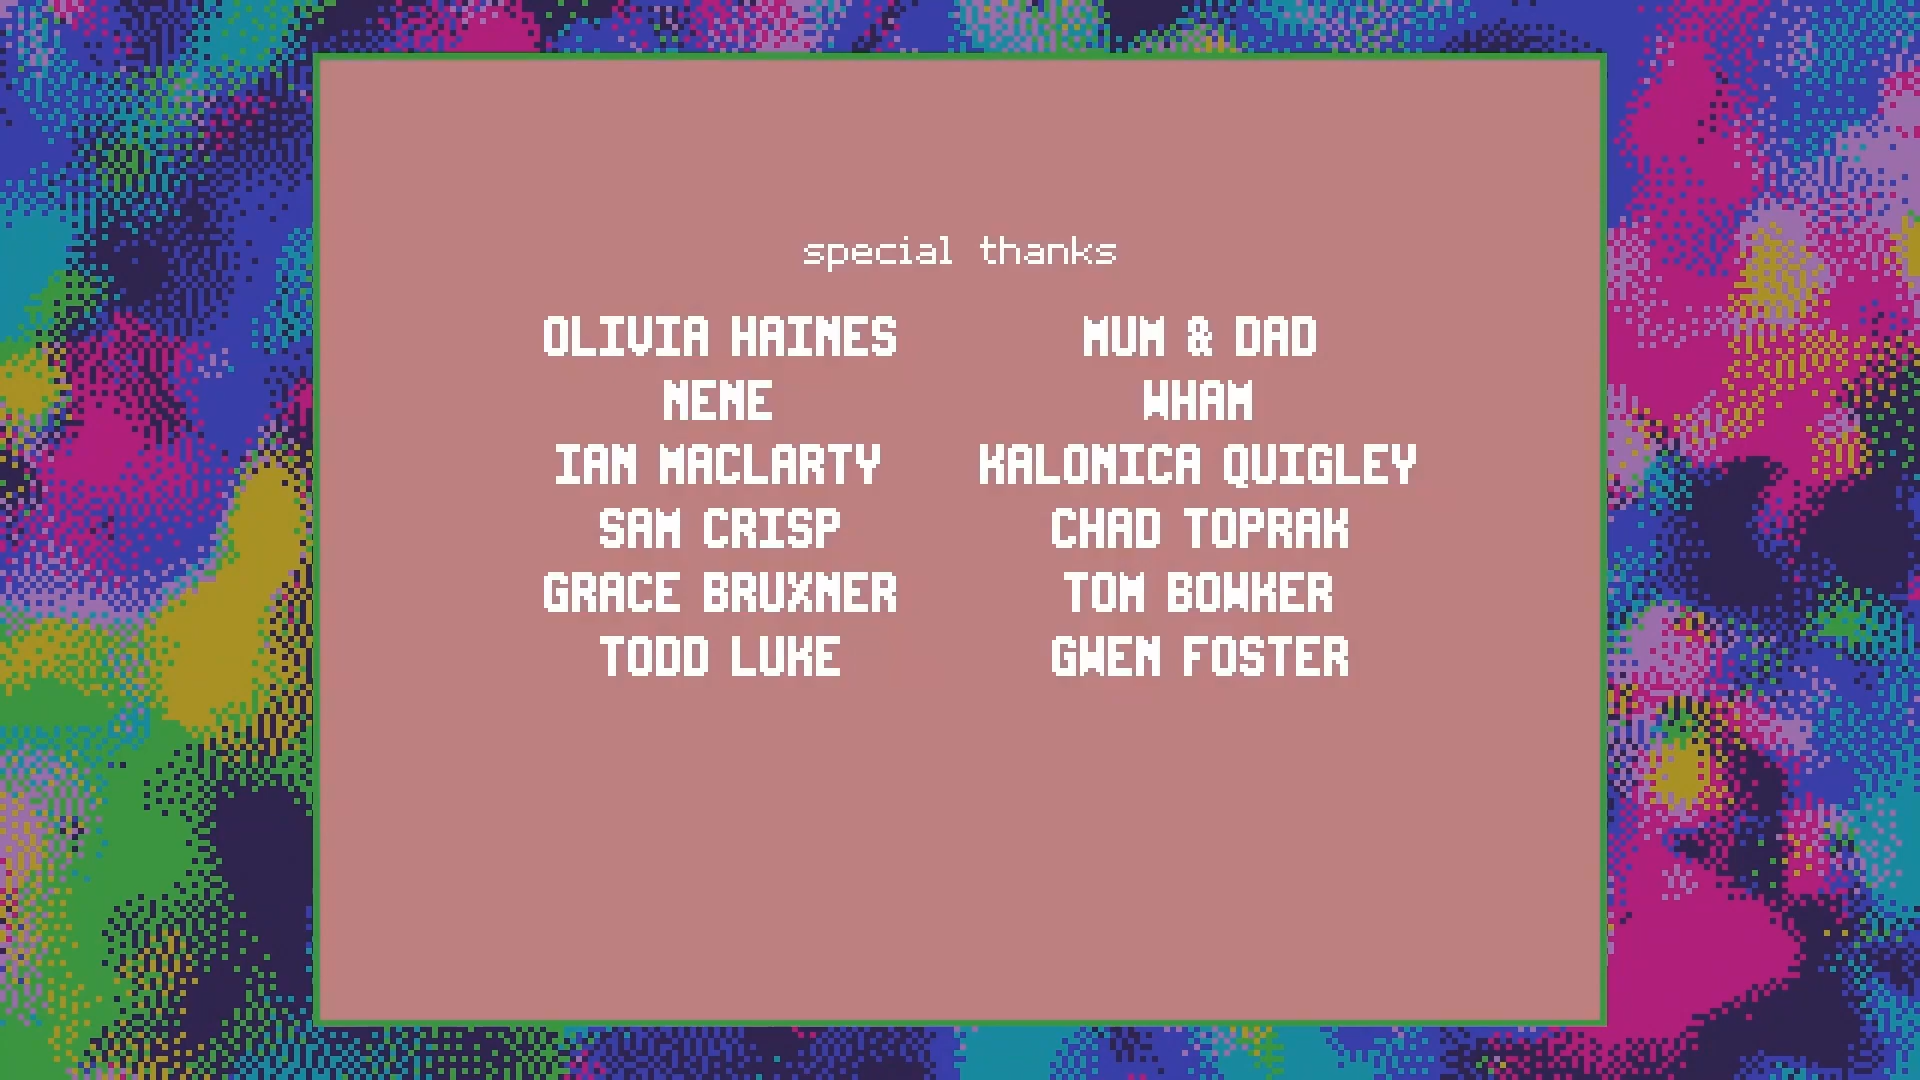 special thanks
OLIVIA HAINES MUM & DAD
NENE WHAM
IAN MACLARTY KALONICA QUIGLEY
SAM CRISP CHAD TOPRAK
GRACE BRUXNER TOM BOWKER
TODD LUKE GWEN FOSTER